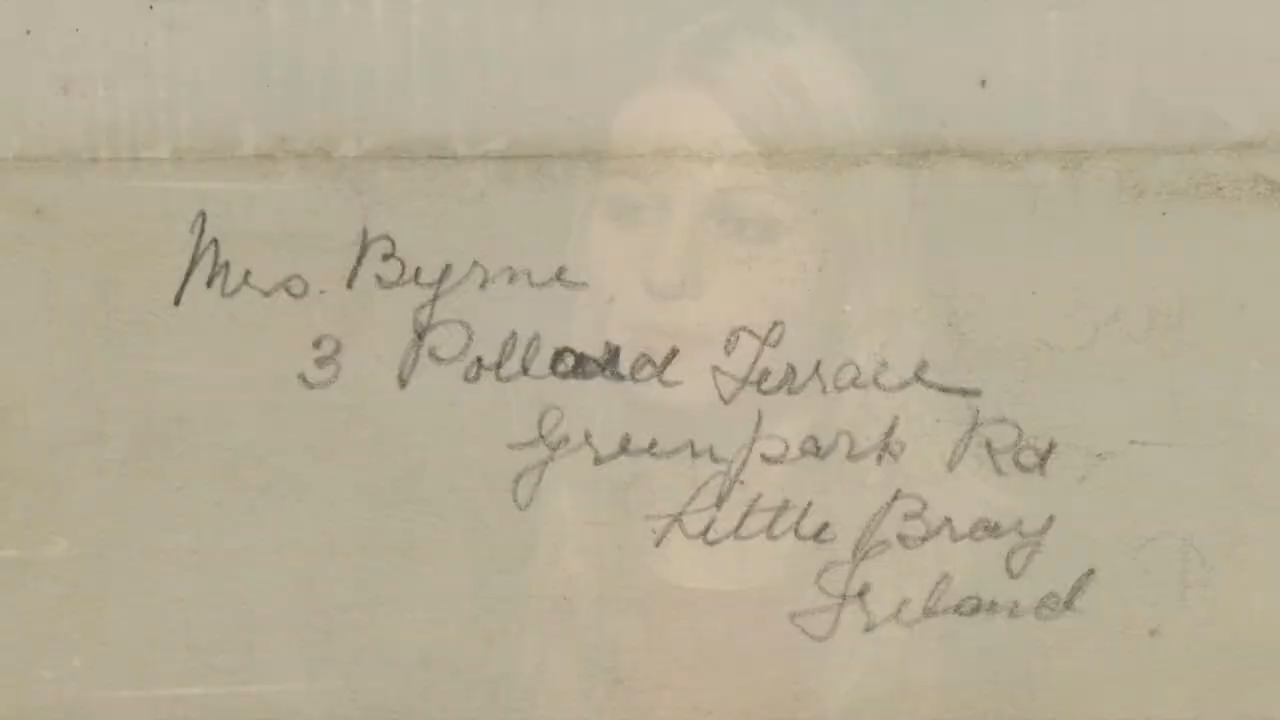 Mrs. Byrne
3 Pollard Terrace
Greenpark Rd
Little Bray
Ireland